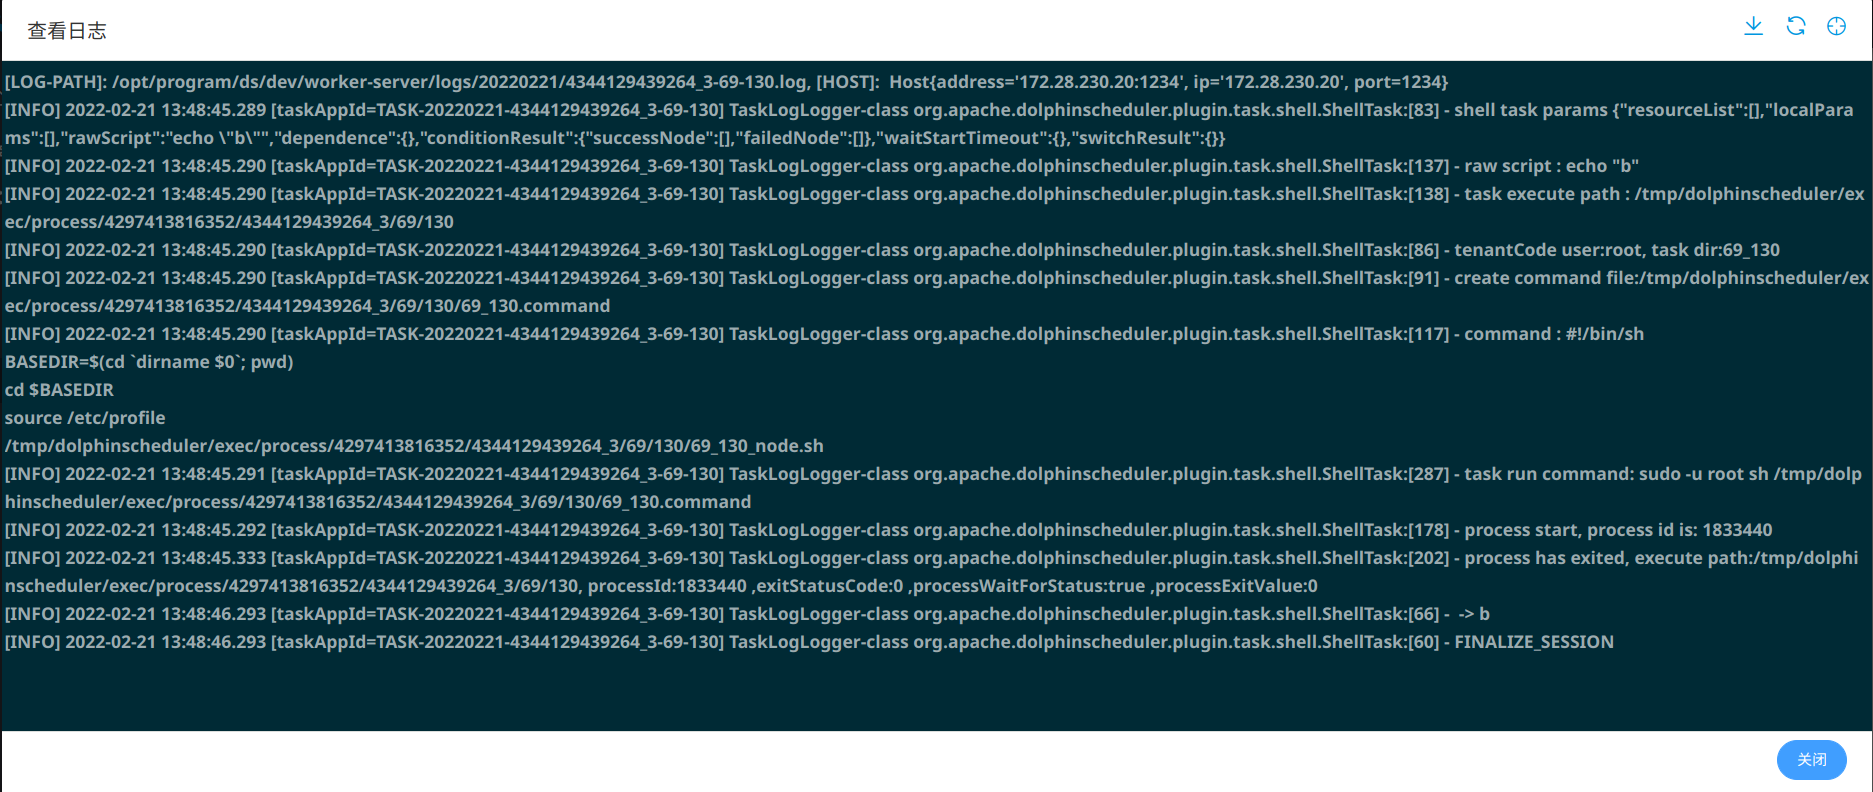 查看日志
[LOG-PATH]: /opt/program/ds/dev/worker-server/logs/20220221/4344129439264_3-69-130.log, [HOST]:  Host{address='172.28.230.20:1234', ip='172.28.230.20', port=1234}
[INFO] 2022-02-21 13:48:45.289 [taskAppId=TASK-20220221-4344129439264_3-69-130] TaskLogLogger-class org.apache.dolphinscheduler.plugin.task.shell.ShellTask:[83] - shell task params {"resourceList":[],"localPara
ms":[],"rawScript":"echo \"b\"","dependence":{},"conditionResult":{"successNode":[],"failedNode":[]},"waitStartTimeout":{},"switchResult":{}}
[INFO] 2022-02-21 13:48:45.290 [taskAppId=TASK-20220221-4344129439264_3-69-130] TaskLogLogger-class org.apache.dolphinscheduler.plugin.task.shell.ShellTask:[137] - raw script : echo "b"
[INFO] 2022-02-21 13:48:45.290 [taskAppId=TASK-20220221-4344129439264_3-69-130] TaskLogLogger-class org.apache.dolphinscheduler.plugin.task.shell.ShellTask:[138] - task execute path : /tmp/dolphinscheduler/ex
ec/process/4297413816352/4344129439264_3/69/130
[INFO] 2022-02-21 13:48:45.290 [taskAppId=TASK-20220221-4344129439264_3-69-130] TaskLogLogger-class org.apache.dolphinscheduler.plugin.task.shell.ShellTask:[86] - tenantCode user:root, task dir:69_130
[INFO] 2022-02-21 13:48:45.290 [taskAppId=TASK-20220221-4344129439264_3-69-130] TaskLogLogger-class org.apache.dolphinscheduler.plugin.task.shell.ShellTask:[91] - create command file:/tmp/dolphinscheduler/ex
ec/process/4297413816352/4344129439264_3/69/130/69_130.command
[INFO] 2022-02-21 13:48:45.290 [taskAppId=TASK-20220221-4344129439264_3-69-130] TaskLogLogger-class org.apache.dolphinscheduler.plugin.task.shell.ShellTask:[117] - command : #!/bin/sh
BASEDIR=$(cd `dirname $0`; pwd)
cd $BASEDIR
source /etc/profile
/tmp/dolphinscheduler/exec/process/4297413816352/4344129439264_3/69/130/69_130_node.sh
[INFO] 2022-02-21 13:48:45.291 [taskAppId=TASK-20220221-4344129439264_3-69-130] TaskLogLogger-class org.apache.dolphinscheduler.plugin.task.shell.ShellTask:[287] - task run command: sudo -u root sh /tmp/dolp
hinscheduler/exec/process/4297413816352/4344129439264_3/69/130/69_130.command
[INFO] 2022-02-21 13:48:45.292 [taskAppId=TASK-20220221-4344129439264_3-69-130] TaskLogLogger-class org.apache.dolphinscheduler.plugin.task.shell.ShellTask:[178] - process start, process id is: 1833440
[INFO] 2022-02-21 13:48:45.333 [taskAppId=TASK-20220221-4344129439264_3-69-130] TaskLogLogger-class org.apache.dolphinscheduler.plugin.task.shell.ShellTask:[202] - process has exited, execute path:/tmp/dolphi
nscheduler/exec/process/4297413816352/4344129439264_3/69/130, processId:1833440 ,exitStatusCode:0 ,processWaitForStatus:true ,processExitValue:0
[INFO] 2022-02-21 13:48:46.293 [taskAppId=TASK-20220221-4344129439264_3-69-130] TaskLogLogger-class org.apache.dolphinscheduler.plugin.task.shell.ShellTask:[66] -  -> b
[INFO] 2022-02-21 13:48:46.293 [taskAppId=TASK-20220221-4344129439264_3-69-130] TaskLogLogger-class org.apache.dolphinscheduler.plugin.task.shell.ShellTask:[60] - FINALIZE_SESSION
关闭